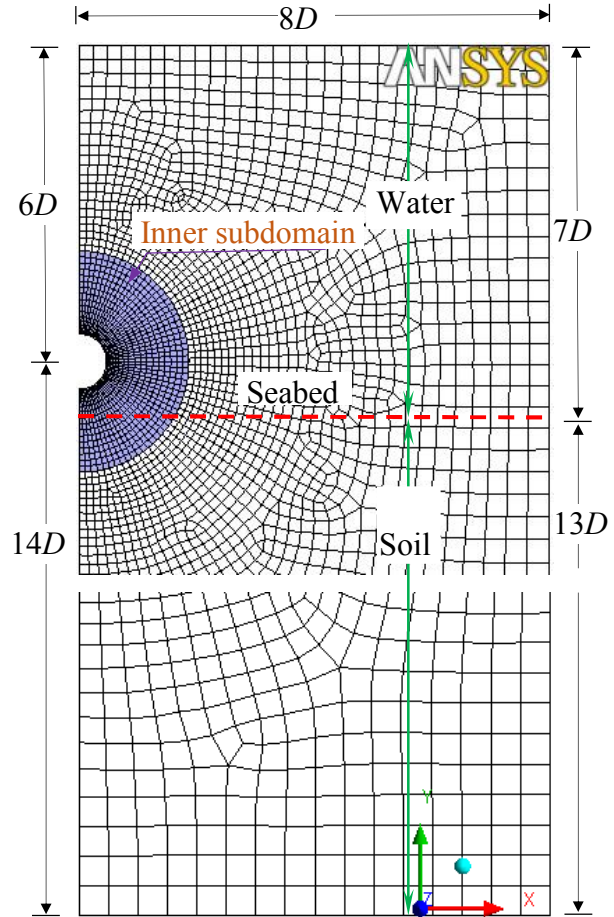 8D
ANSYS
6D
Water
7D
Inner subdomain
Seabed
14D
Soil
13D
Y
Z
X